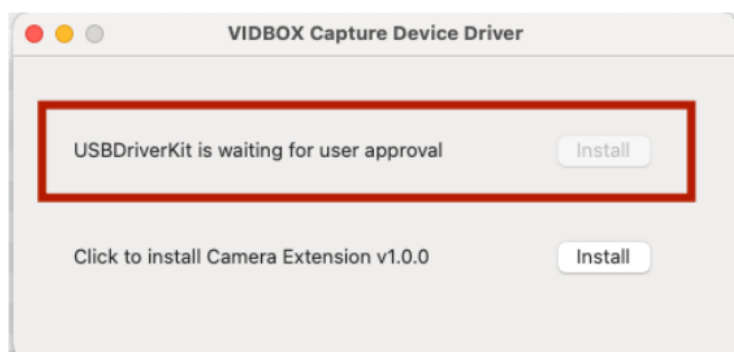 VIDBOX Capture Device Driver
USBDriverKit is waiting for user approval Install
Click to install Camera Extension v1.0.0 Install